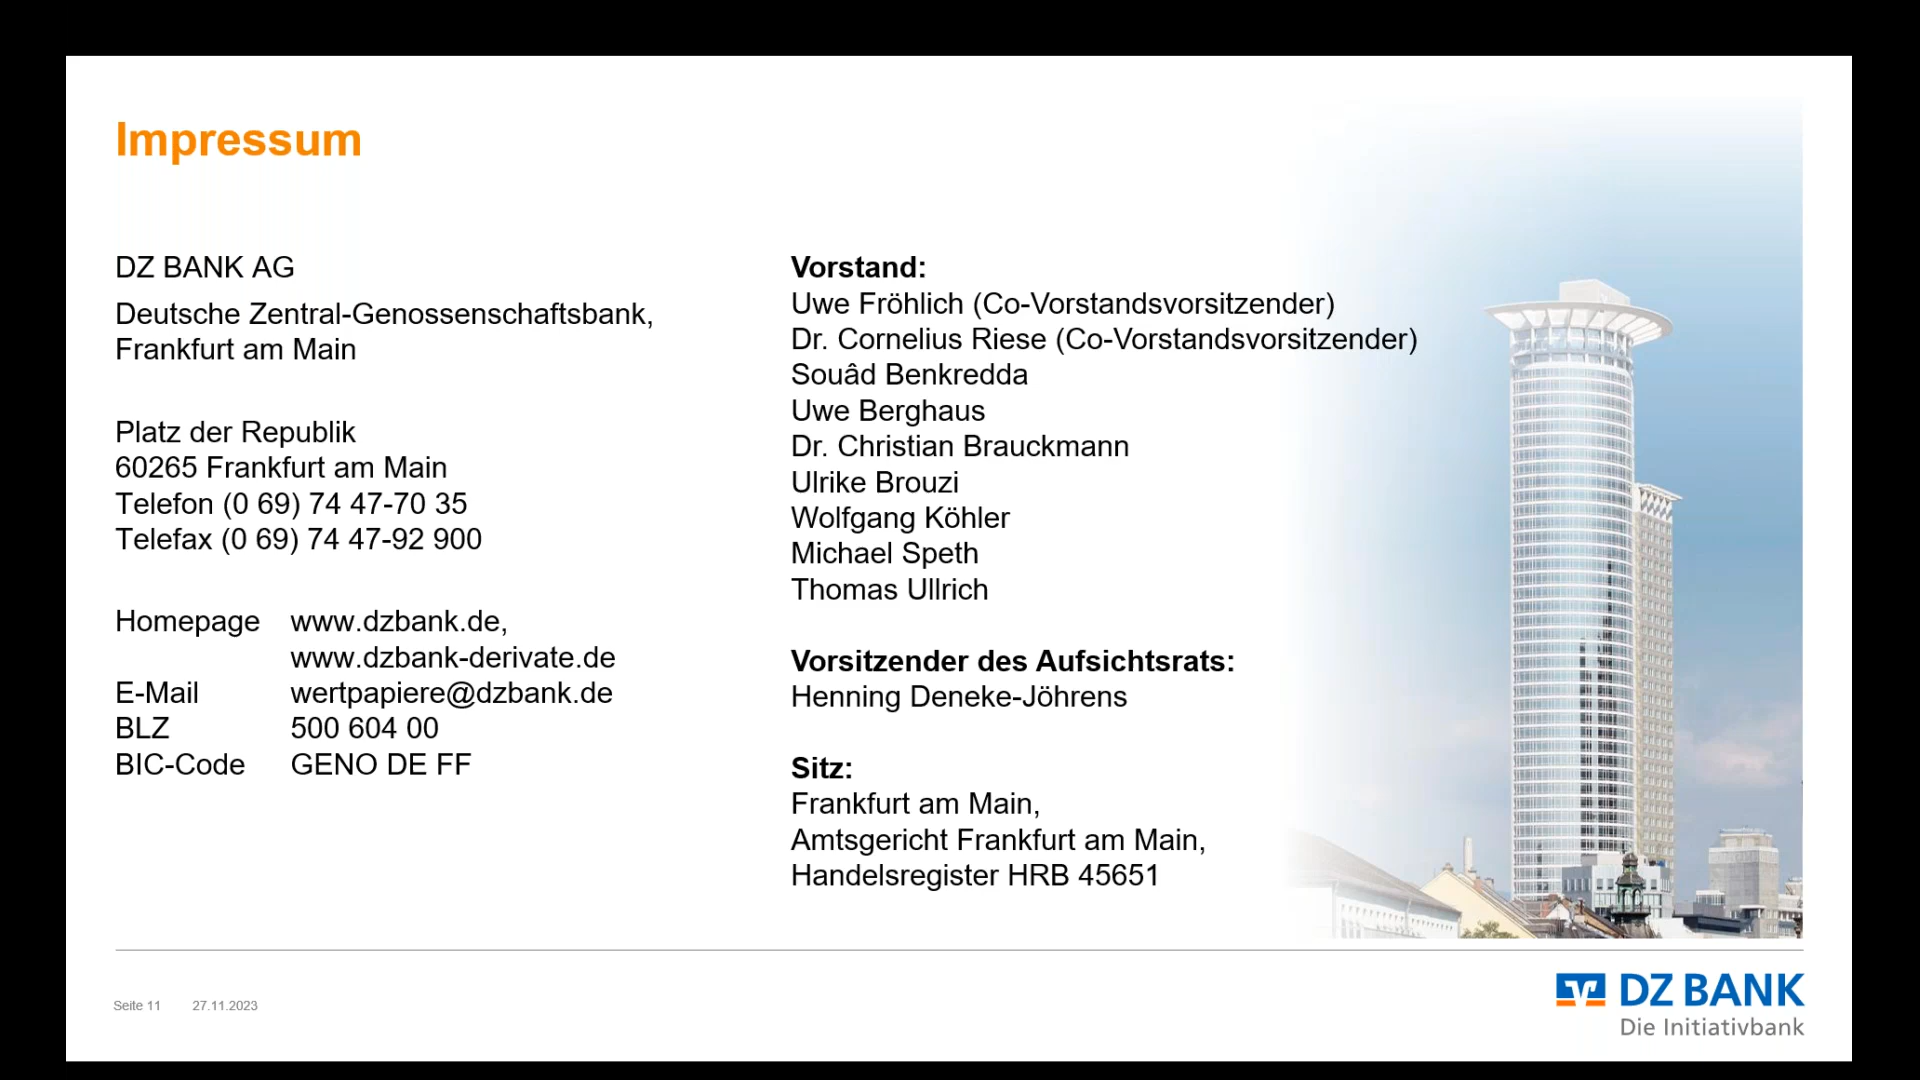 Impressum
DZ BANK AG
Deutsche Zentral-Genossenschaftsbank,
Frankfurt am Main
Platz der Republik
60265 Frankfurt am Main
Telefon (0 69) 74 47-70 35
Telefax (0 69) 74 47-92 900
Homepage www.dzbank.de,
www.dzbank-derivate.de
E-Mail wertpapiere@dzbank.de
BLZ 500 604 00
BIC-Code GENO DE FF
Vorstand:
Uwe Fröhlich (Co-Vorstandsvorsitzender)
Dr. Cornelius Riese (Co-Vorstandsvorsitzender)
Souâd Benkredda
Uwe Berghaus
Dr. Christian Brauckmann
Ulrike Brouzi
Wolfgang Köhler
Michael Speth
Thomas Ullrich
Vorsitzender des Aufsichtsrats:
Henning Deneke-Jöhrens
Sitz:
Frankfurt am Main,
Amtsgericht Frankfurt am Main,
Handelsregister HRB 45651
Seite 11 27.11.2023
DZ BANK
Die Initiativbank